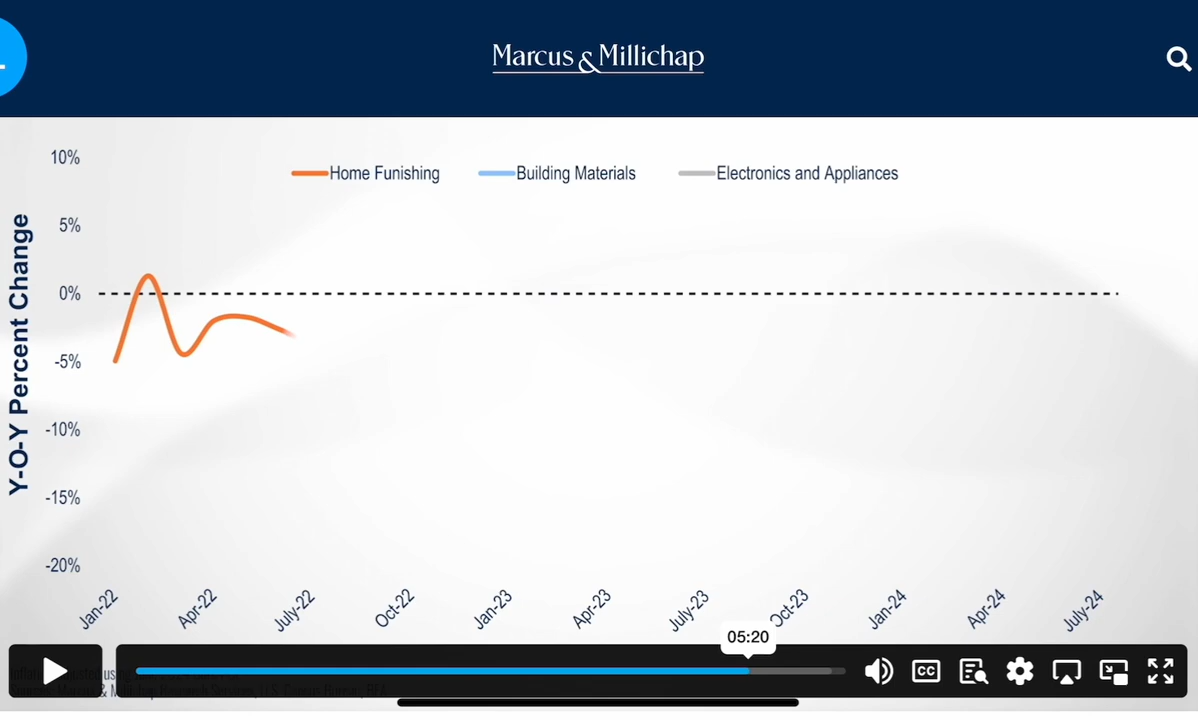 Marcus & Millichap
10%
Home Funishing
Building Materials
Electronics and Appliances
5%
0%
-5%
-10%
-15%
-20%
Y-O-Y Percent Change
Jan-22
Apr-22
July-22
Oct-22
Jan-23
Apr-23
July-23
Oct-23
Jan-24
Apr-24
July-24
05:20
CC